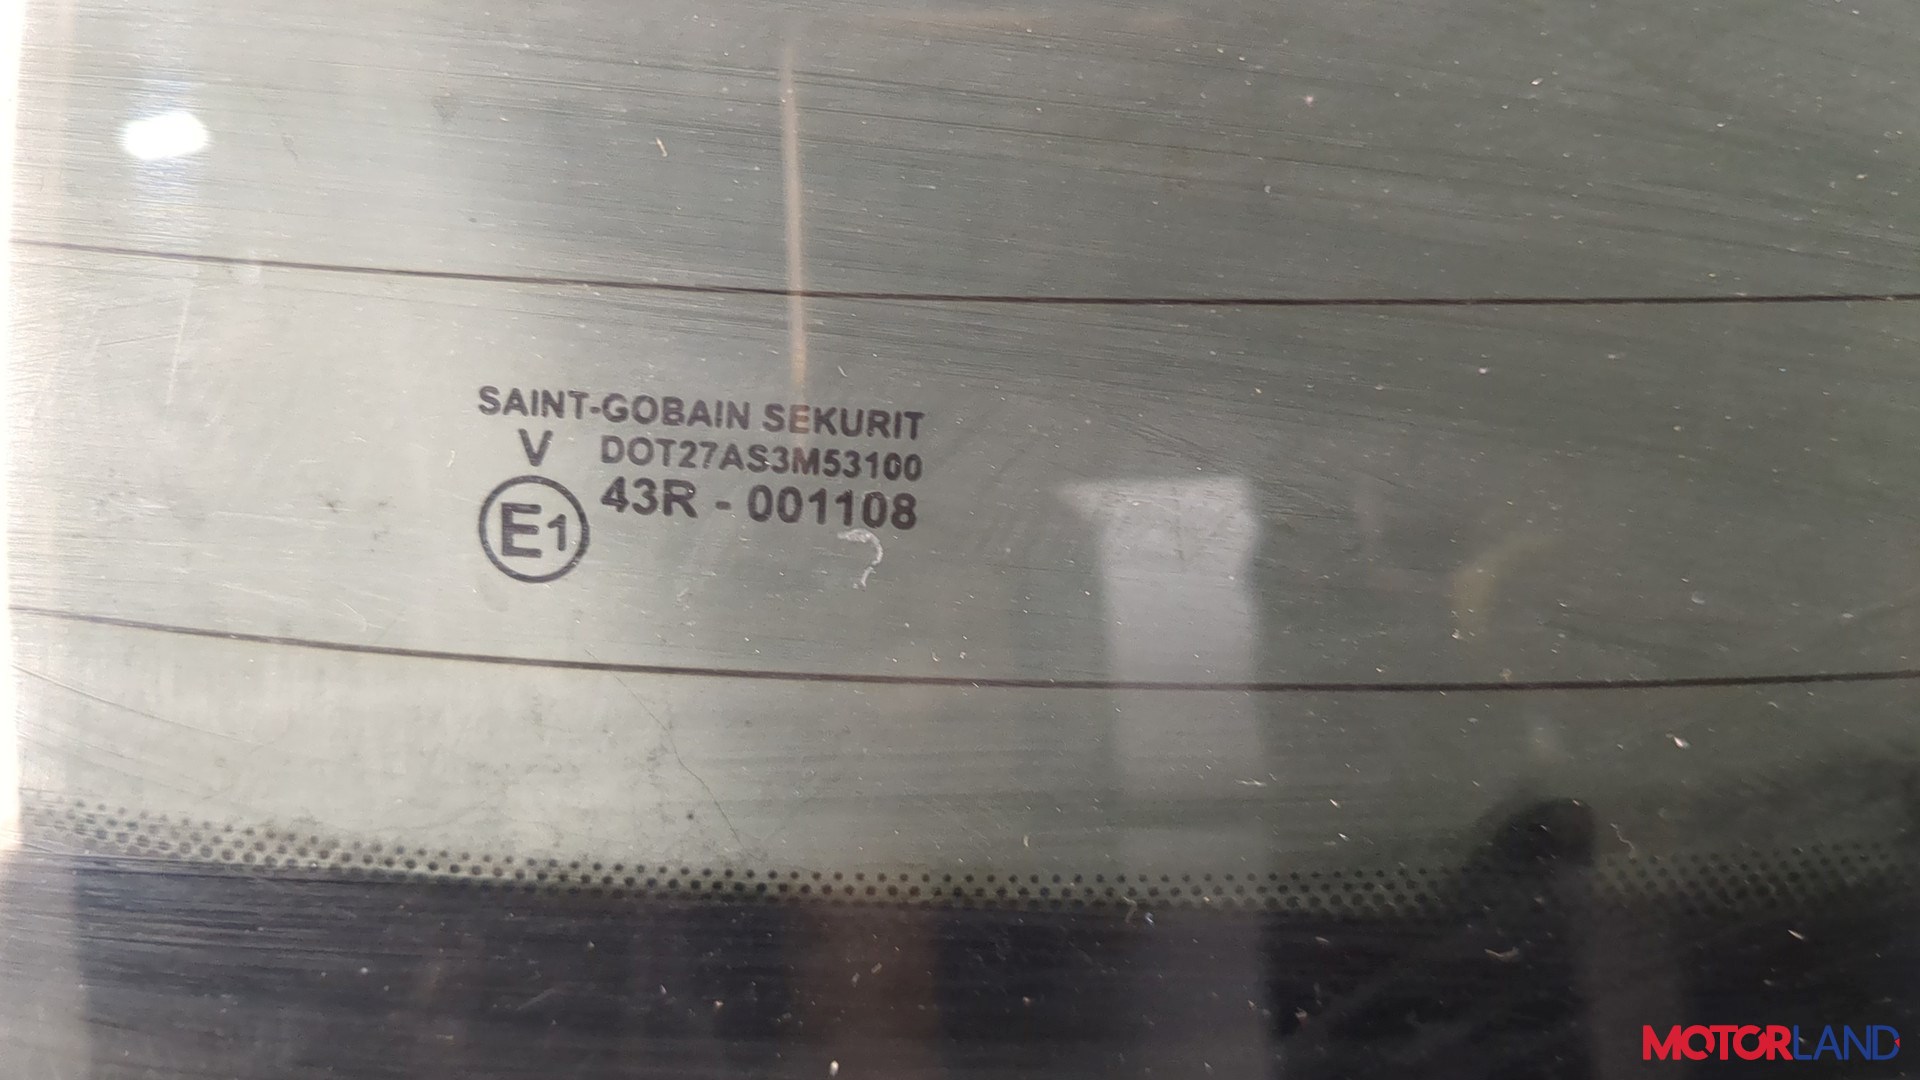 SAINT-GOBAIN SEKURIT
V DOT27AS3M53100
E1 43R - 001108
MOTORLAND